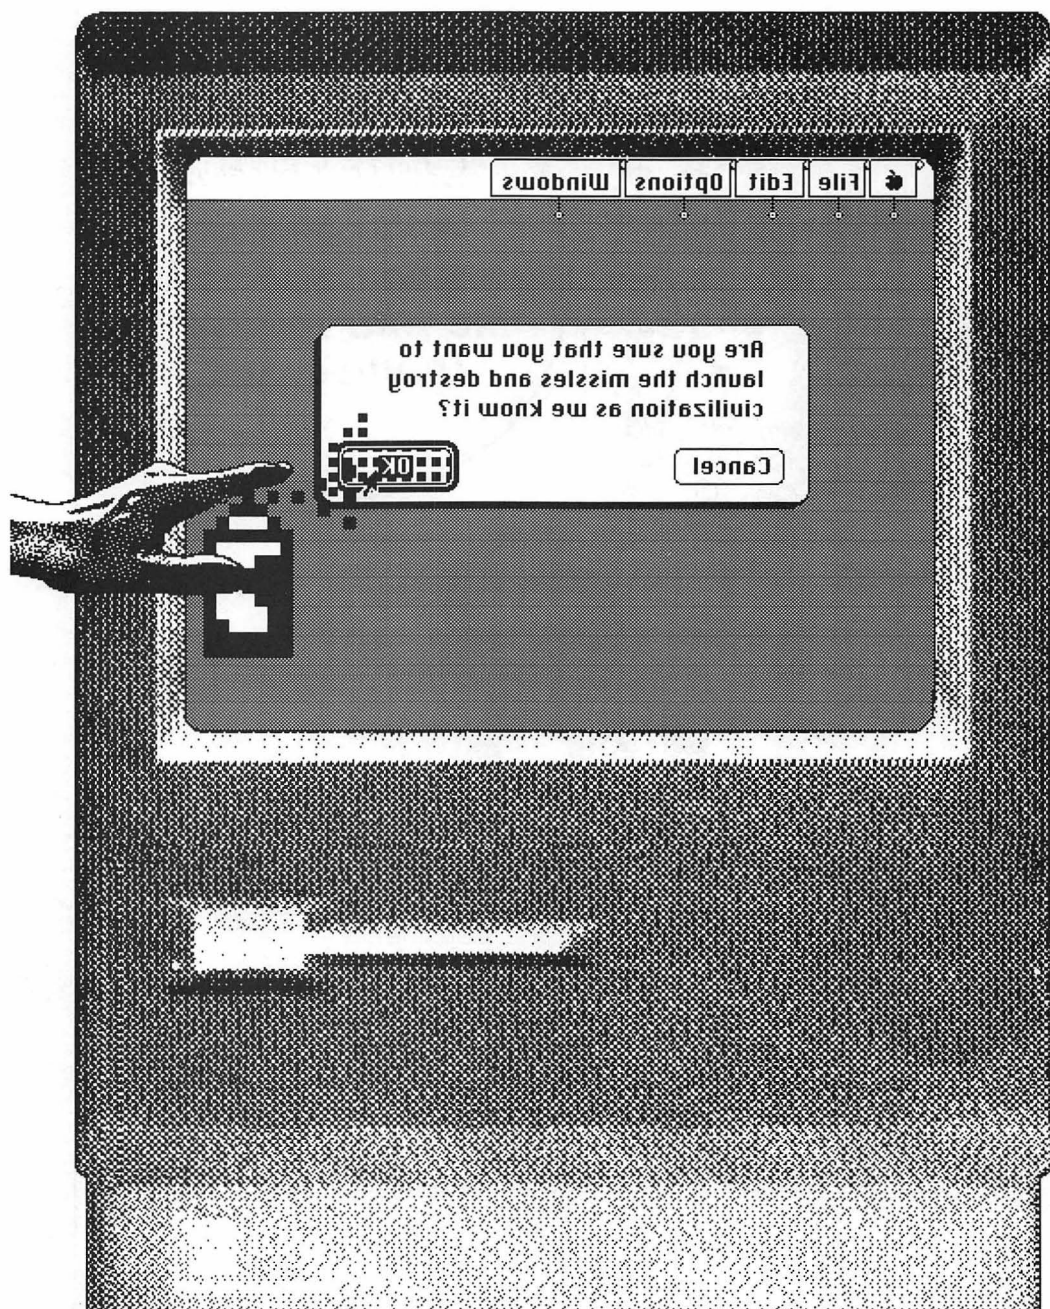 File Edit Options Windows
Are you sure that you want to
launch the missles and destroy
civilization as we know it?
Cancel OK